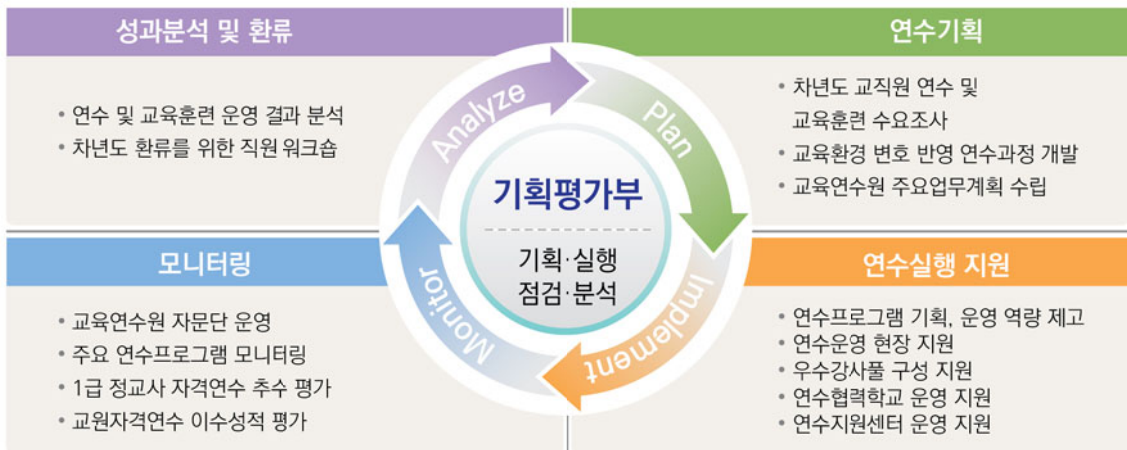 성과분석 및 환류
• 연수 및 교육훈련 운영 결과 분석
• 차년도 환류를 위한 직원 워크숍
연수기획
• 차년도 교직원 연수 및
교육훈련 수요조사
• 교육환경 변호 반영 연수과정 개발
• 교육연수원 주요업무계획 수립
Analyze
Plan
기획평가부
기획·실행
점검·분석
Monitor
Implement
모니터링
• 교육연수원 자문단 운영
• 주요 연수프로그램 모니터링
• 1급 정교사 자격연수 추수 평가
• 교원자격연수 이수성적 평가
연수실행 지원
• 연수프로그램 기획, 운영 역량 제고
• 연수운영 현장 지원
• 우수강사풀 구성 지원
• 연수협력학교 운영 지원
• 연수지원센터 운영 지원